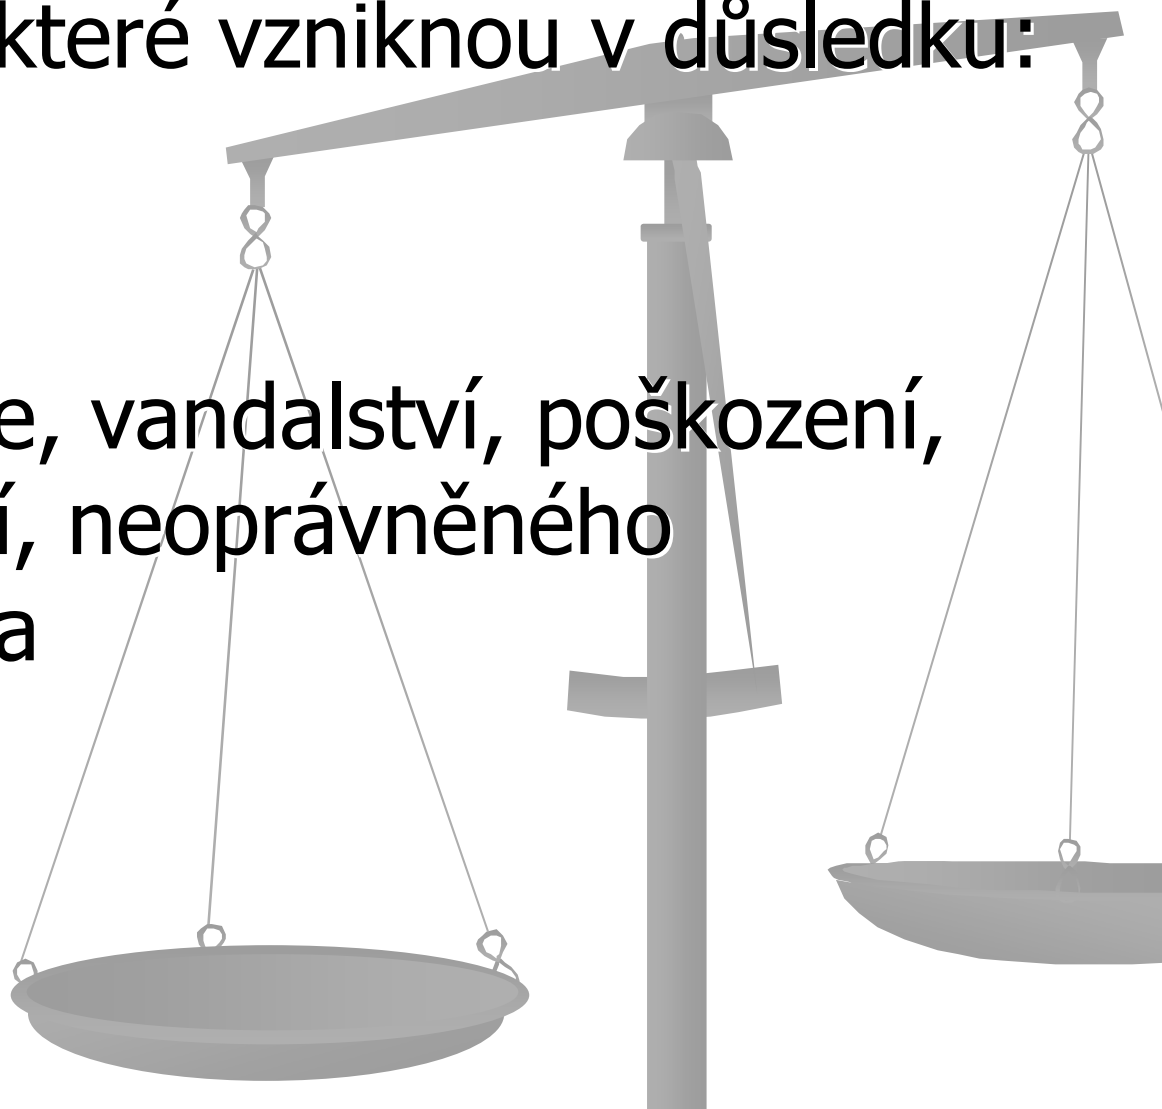 které vzniknou v důsledku:
e, vandalství, poškození,
í, neoprávněného
a